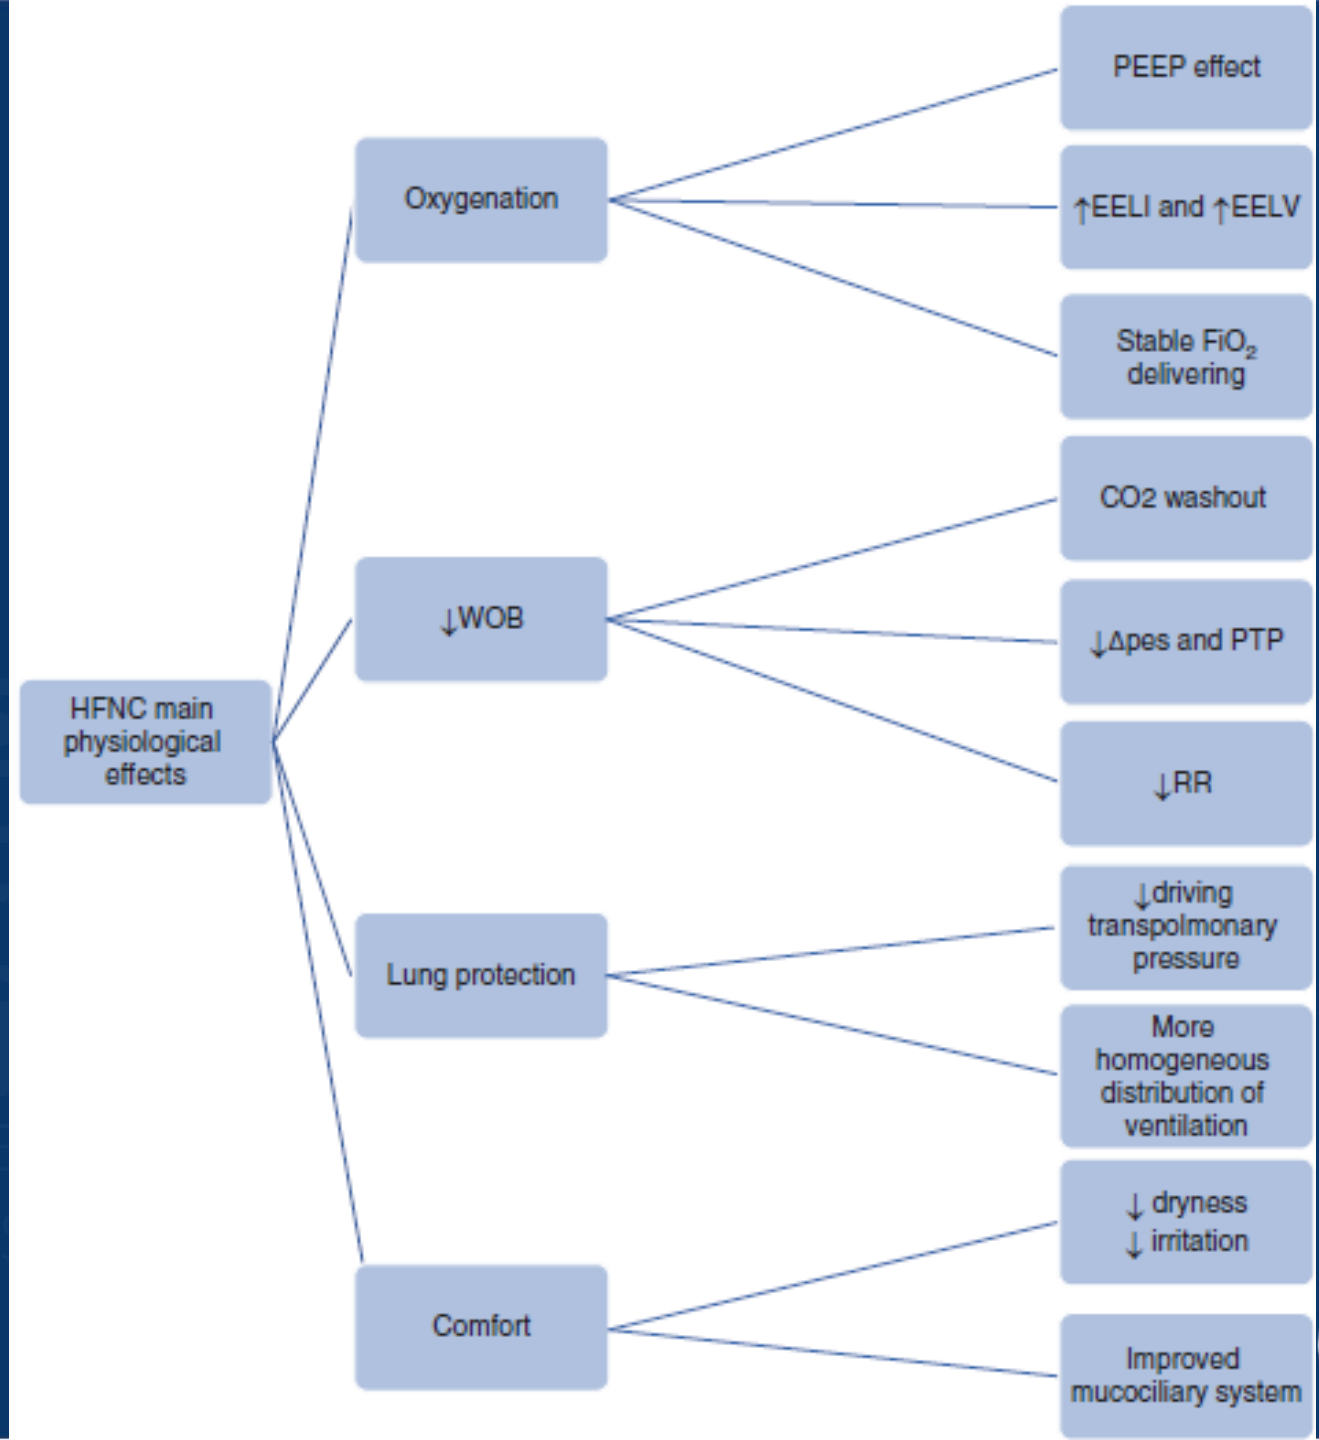 HFNC main
physiological
effects
Oxygenation
↓WOB
Lung protection
Comfort
PEEP effect
↑EELI and ↑EELV
Stable FiO₂
delivering
CO2 washout
↓Δpes and PTP
↓RR
↓driving
transpolmonary
pressure
More
homogeneous
distribution of
ventilation
↓ dryness
↓ irritation
Improved
mucociliary system